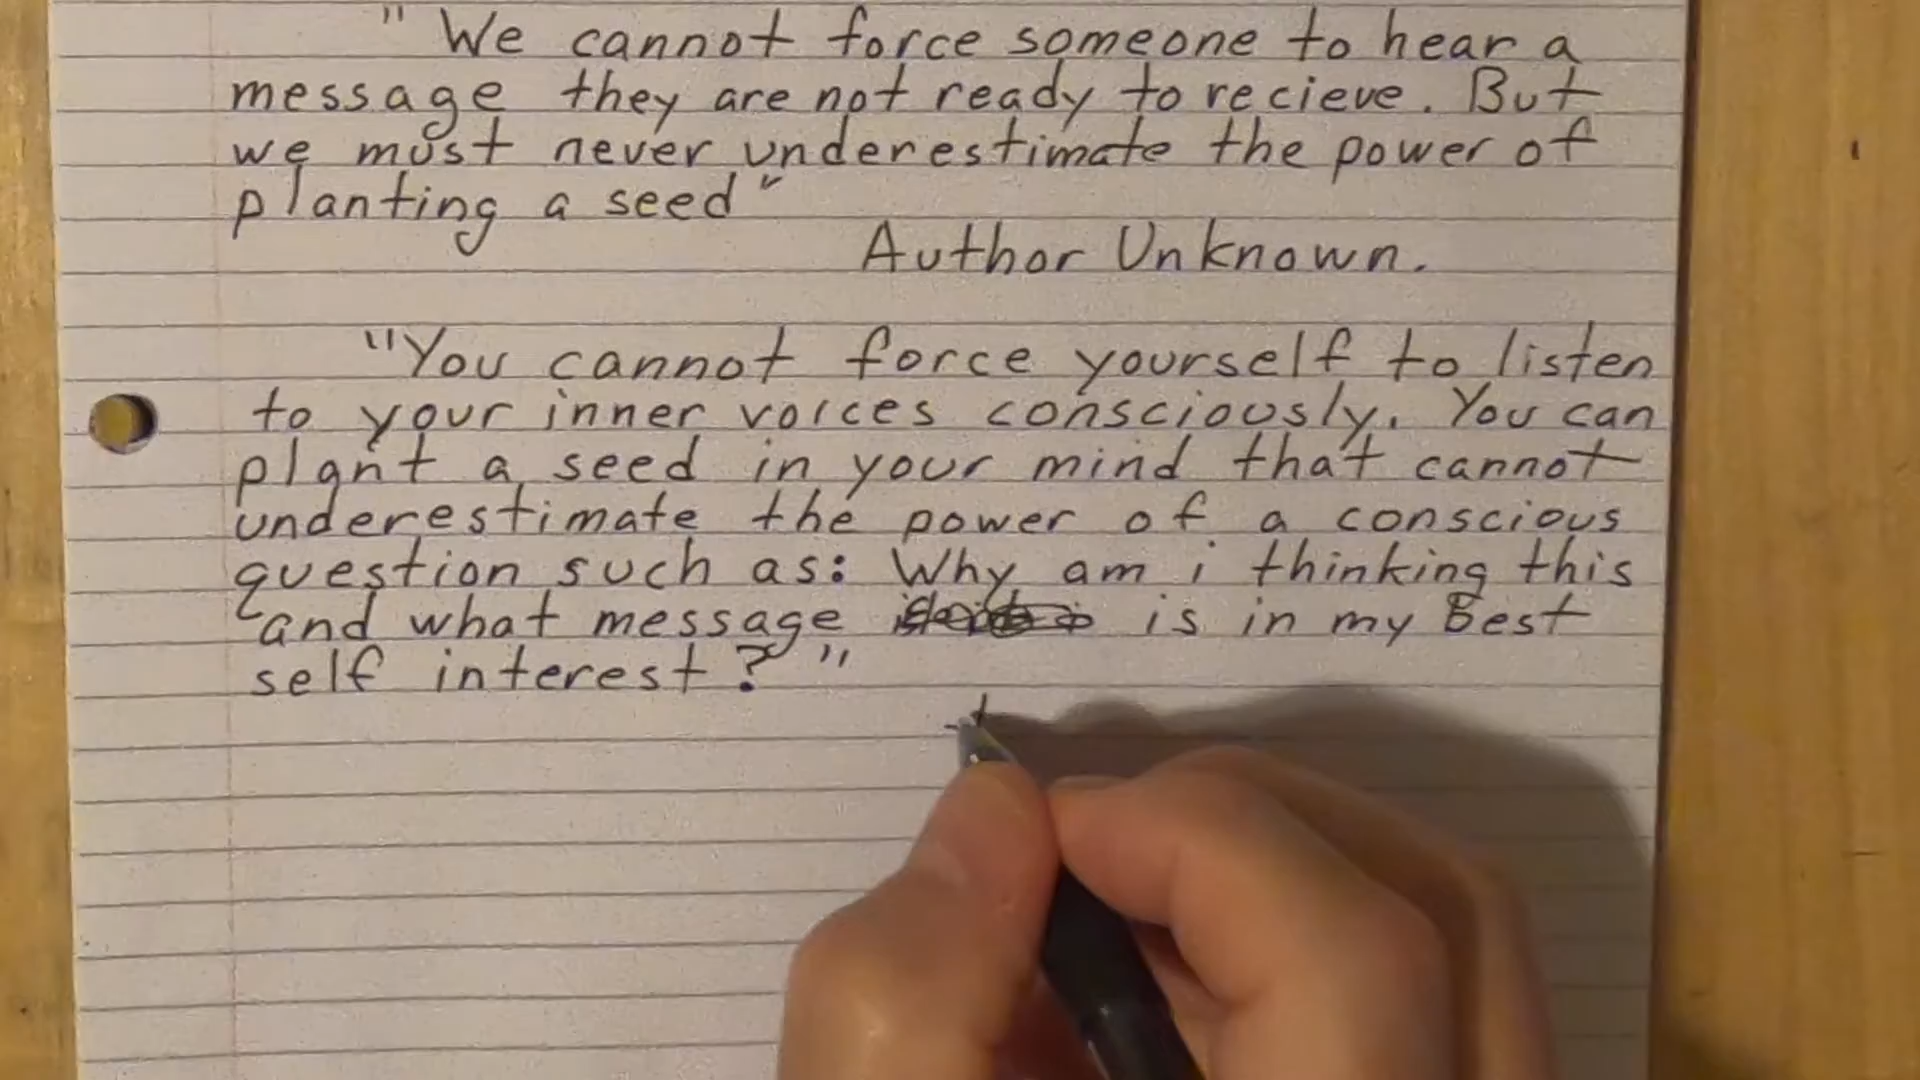 " We cannot force someone to hear a
message they are not ready to recieve. But
we must never underestimate the power of
planting a seed"
Author Unknown.
"You cannot force yourself to listen
to your inner voices consciously. You can
plant a seed in your mind that cannot
underestimate the power of a conscious
question such as: Why am i thinking this
and what message is in my Best
self interest? "